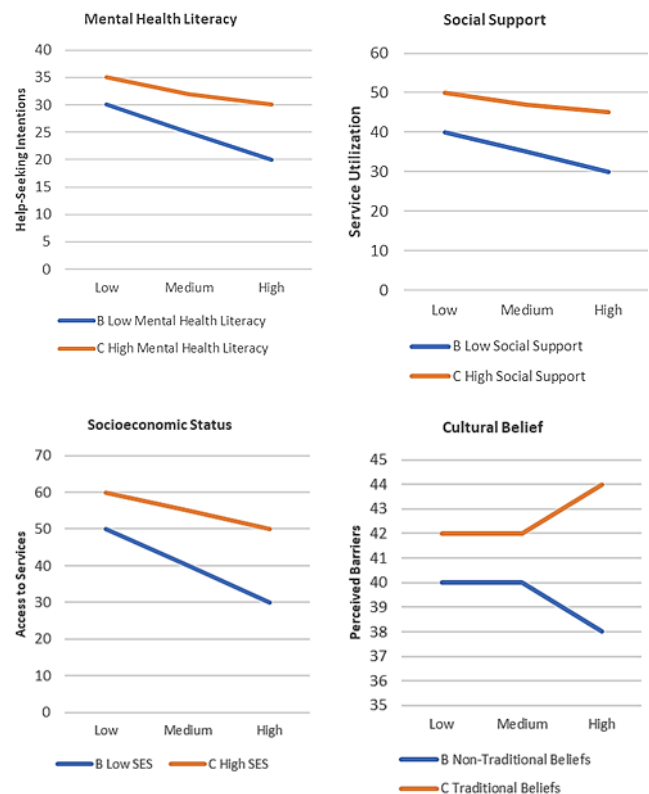 Mental Health Literacy
40
35
30
25
20
15
10
5
0
Help-Seeking Intentions
Low Medium High
B Low Mental Health Literacy
C High Mental Health Literacy
Social Support
60
50
40
30
20
10
0
Service Utilization
Low Medium High
B Low Social Support
C High Social Support
Socioeconomic Status
70
60
50
40
30
20
10
0
Access to Services
Low Medium High
B Low SES C High SES
Cultural Belief
45
44
43
42
41
40
39
38
37
36
35
Perceived Barriers
Low Medium High
B Non-Traditional Beliefs
C Traditional Beliefs